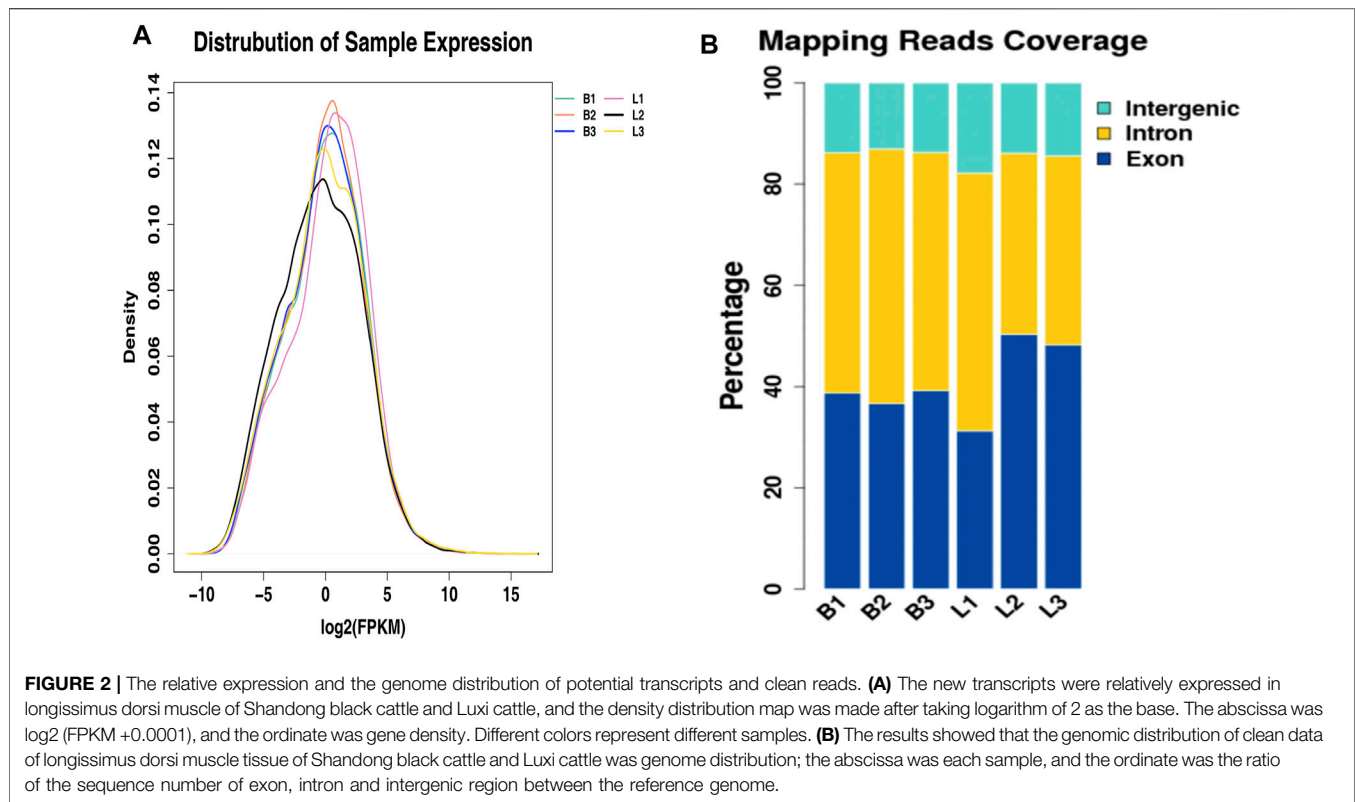 A
Distrubution of Sample Expression
B1 L1
B2 L2
B3 L3
Density
0.14
0.12
0.10
0.08
0.06
0.04
0.02
0.00
−10 −5 0 5 10 15
log2(FPKM)
B
Mapping Reads Coverage
Intergenic
Intron
Exon
Percentage
100
80
60
40
20
0
B1 B2 B3 L1 L2 L3
FIGURE 2 | The relative expression and the genome distribution of potential transcripts and clean reads. (A) The new transcripts were relatively expressed in
longissimus dorsi muscle of Shandong black cattle and Luxi cattle, and the density distribution map was made after taking logarithm of 2 as the base. The abscissa was
log2 (FPKM +0.0001), and the ordinate was gene density. Different colors represent different samples. (B) The results showed that the genomic distribution of clean data
of longissimus dorsi muscle tissue of Shandong black cattle and Luxi cattle was genome distribution; the abscissa was each sample, and the ordinate was the ratio
of the sequence number of exon, intron and intergenic region between the reference genome.